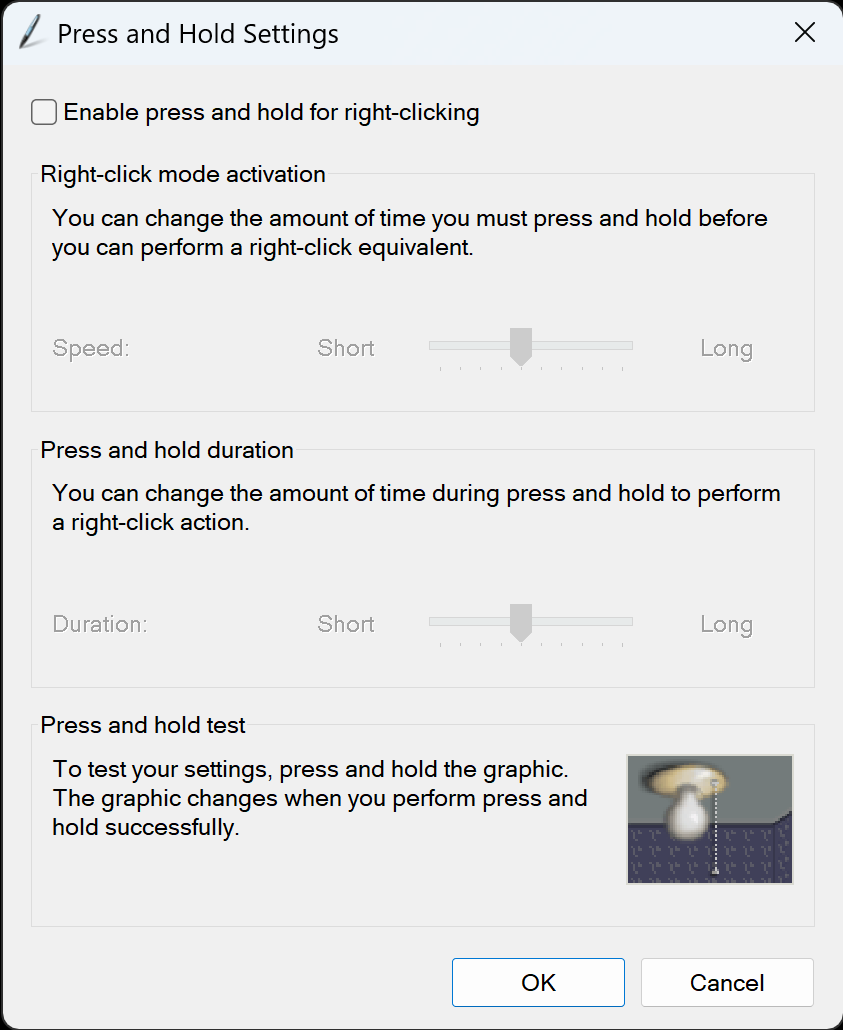 Press and Hold Settings
Enable press and hold for right-clicking
Right-click mode activation
You can change the amount of time you must press and hold before
you can perform a right-click equivalent.
Speed: Short Long
Press and hold duration
You can change the amount of time during press and hold to perform
a right-click action.
Duration: Short Long
Press and hold test
To test your settings, press and hold the graphic.
The graphic changes when you perform press and
hold successfully.
OK Cancel